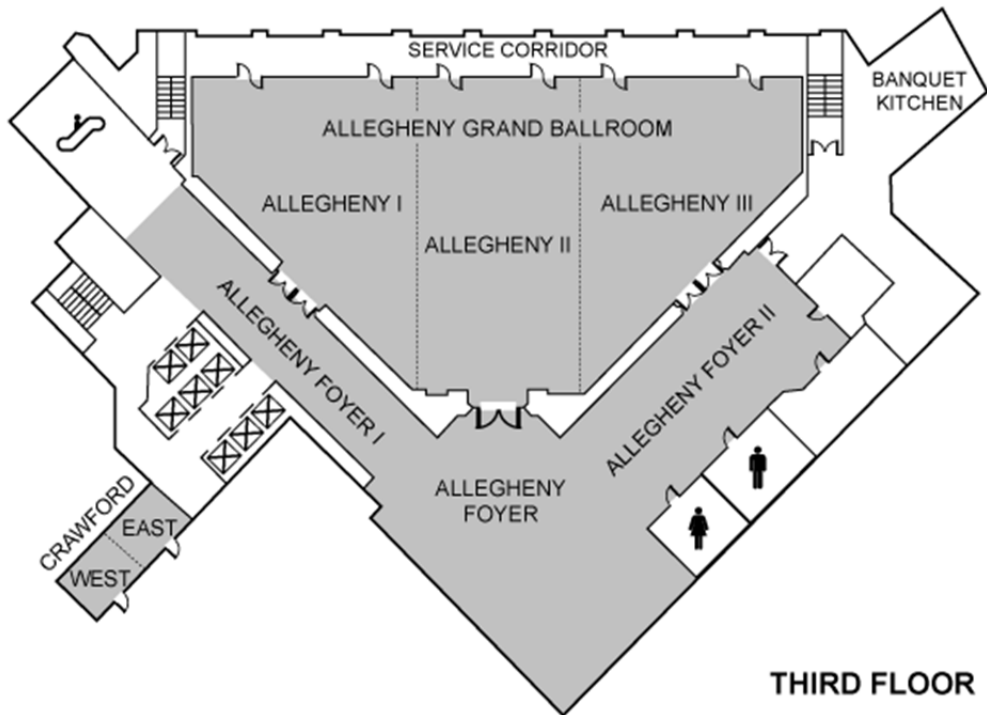 SERVICE CORRIDOR
BANQUET
KITCHEN
ALLEGHENY GRAND BALLROOM
ALLEGHENY I
ALLEGHENY II
ALLEGHENY III
ALLEGHENY FOYER I
ALLEGHENY FOYER II
ALLEGHENY
FOYER
CRAWFORD
EAST
WEST
THIRD FLOOR